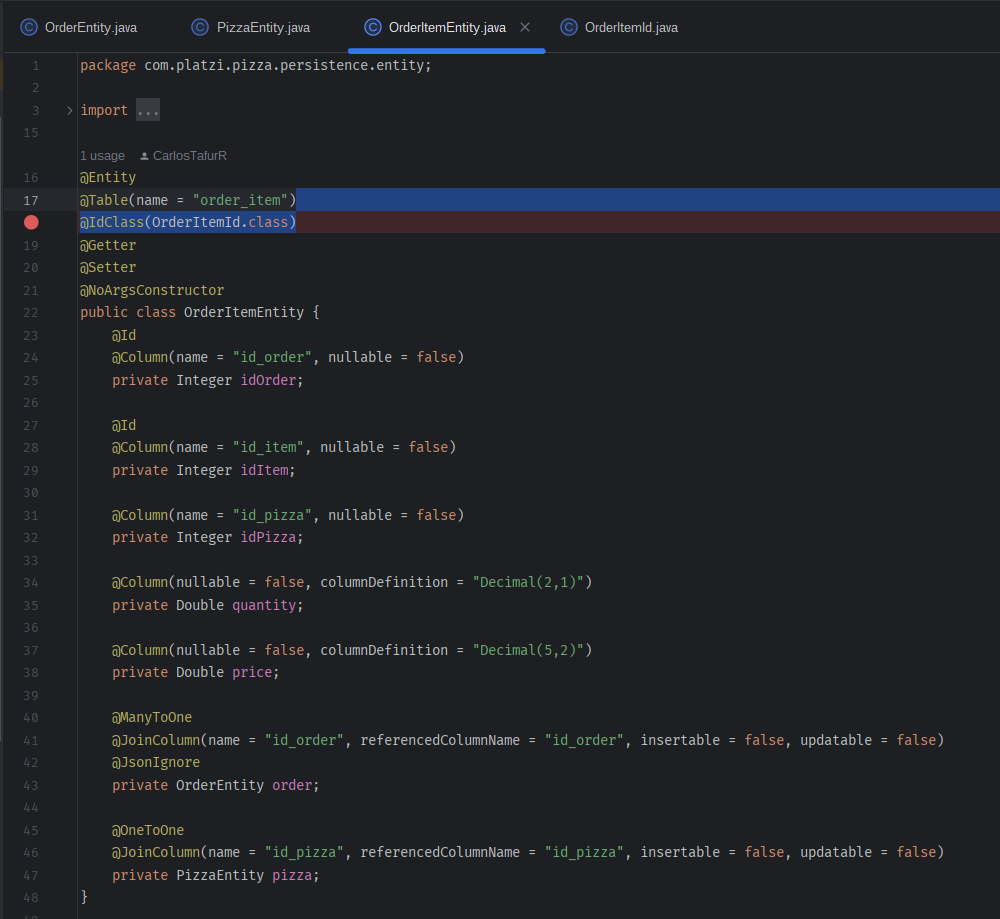 OrderEntity.java PizzaEntity.java OrderItemEntity.java OrderItemId.java
1 package com.platzi.pizza.persistence.entity;
2
3 import ...
15
1 usage CarlosTafurR
16 @Entity
17 @Table(name = "order_item")
@IdClass(OrderItemId.class)
19 @Getter
20 @Setter
21 @NoArgsConstructor
22 public class OrderItemEntity {
23 @Id
24 @Column(name = "id_order", nullable = false)
25 private Integer idOrder;
26
27 @Id
28 @Column(name = "id_item", nullable = false)
29 private Integer idItem;
30
31 @Column(name = "id_pizza", nullable = false)
32 private Integer idPizza;
33
34 @Column(nullable = false, columnDefinition = "Decimal(2,1)")
35 private Double quantity;
36
37 @Column(nullable = false, columnDefinition = "Decimal(5,2)")
38 private Double price;
39
40 @ManyToOne
41 @JoinColumn(name = "id_order", referencedColumnName = "id_order", insertable = false, updatable = false)
42 @JsonIgnore
43 private OrderEntity order;
44
45 @OneToOne
46 @JoinColumn(name = "id_pizza", referencedColumnName = "id_pizza", insertable = false, updatable = false)
47 private PizzaEntity pizza;
48 }